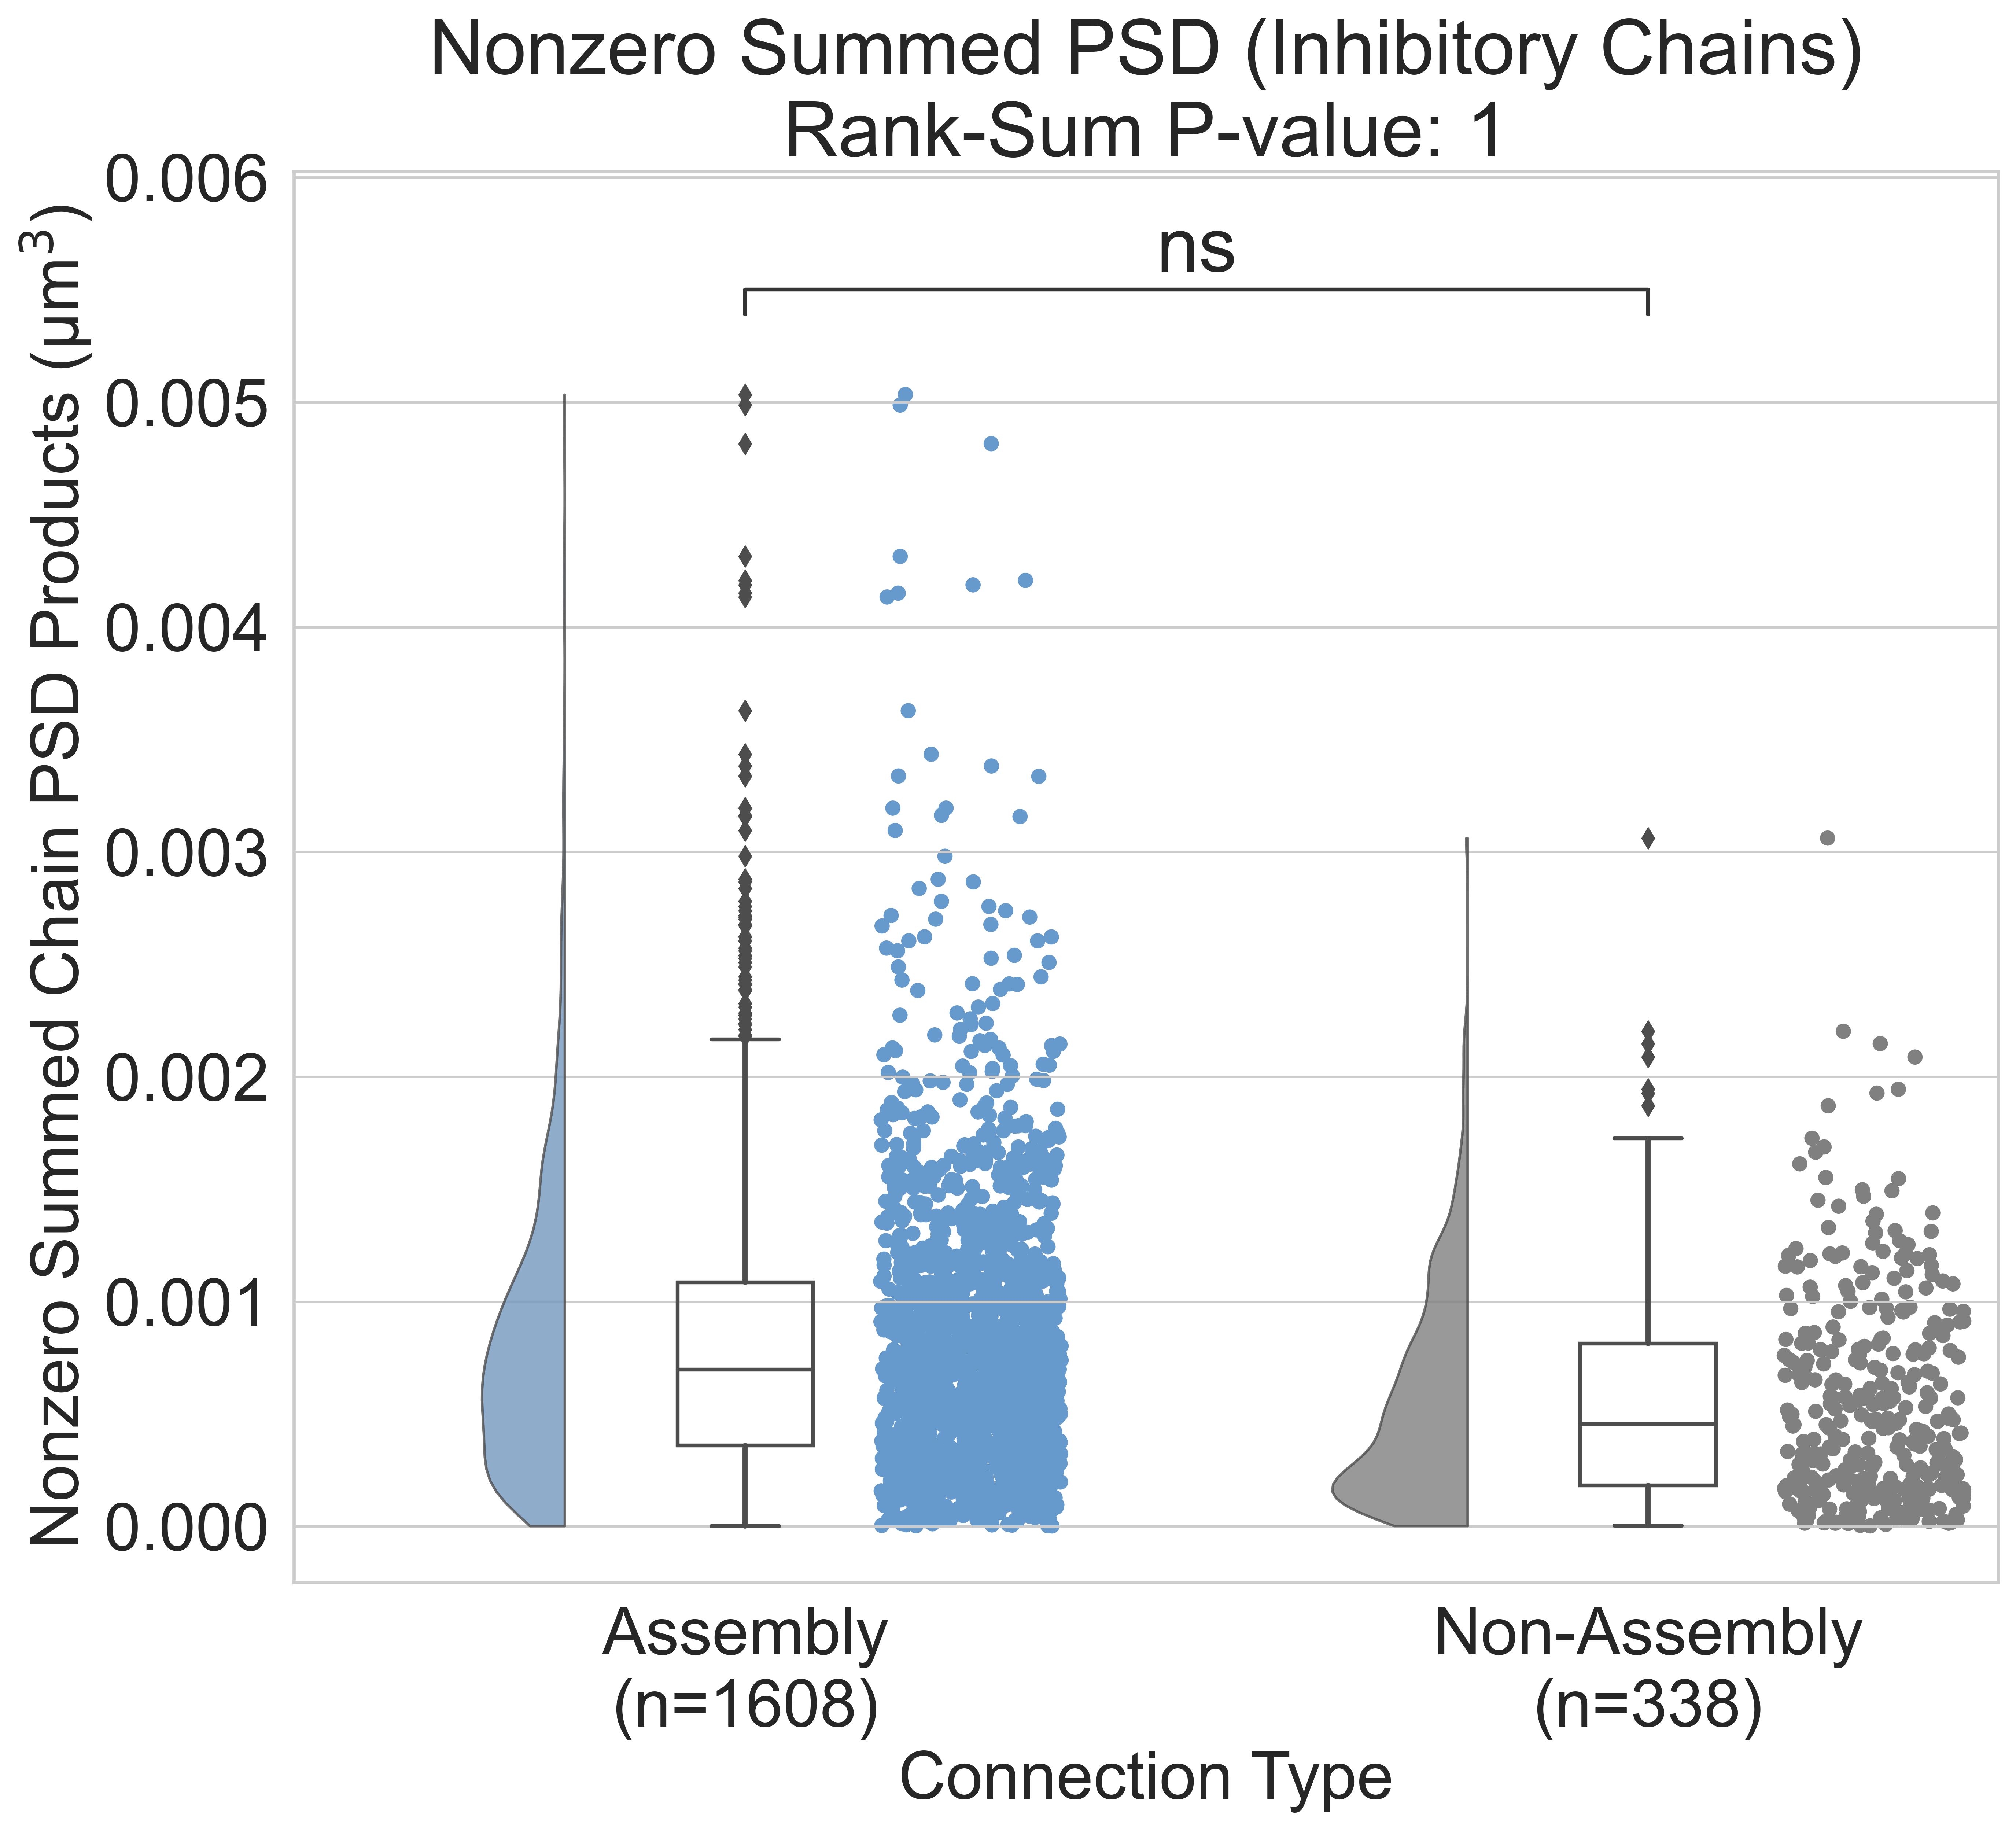 Nonzero Summed PSD (Inhibitory Chains)
Rank-Sum P-value: 1
Nonzero Summed Chain PSD Products (μm³)
0.006
0.005
0.004
0.003
0.002
0.001
0.000
ns
Assembly
(n=1608)
Non-Assembly
(n=338)
Connection Type